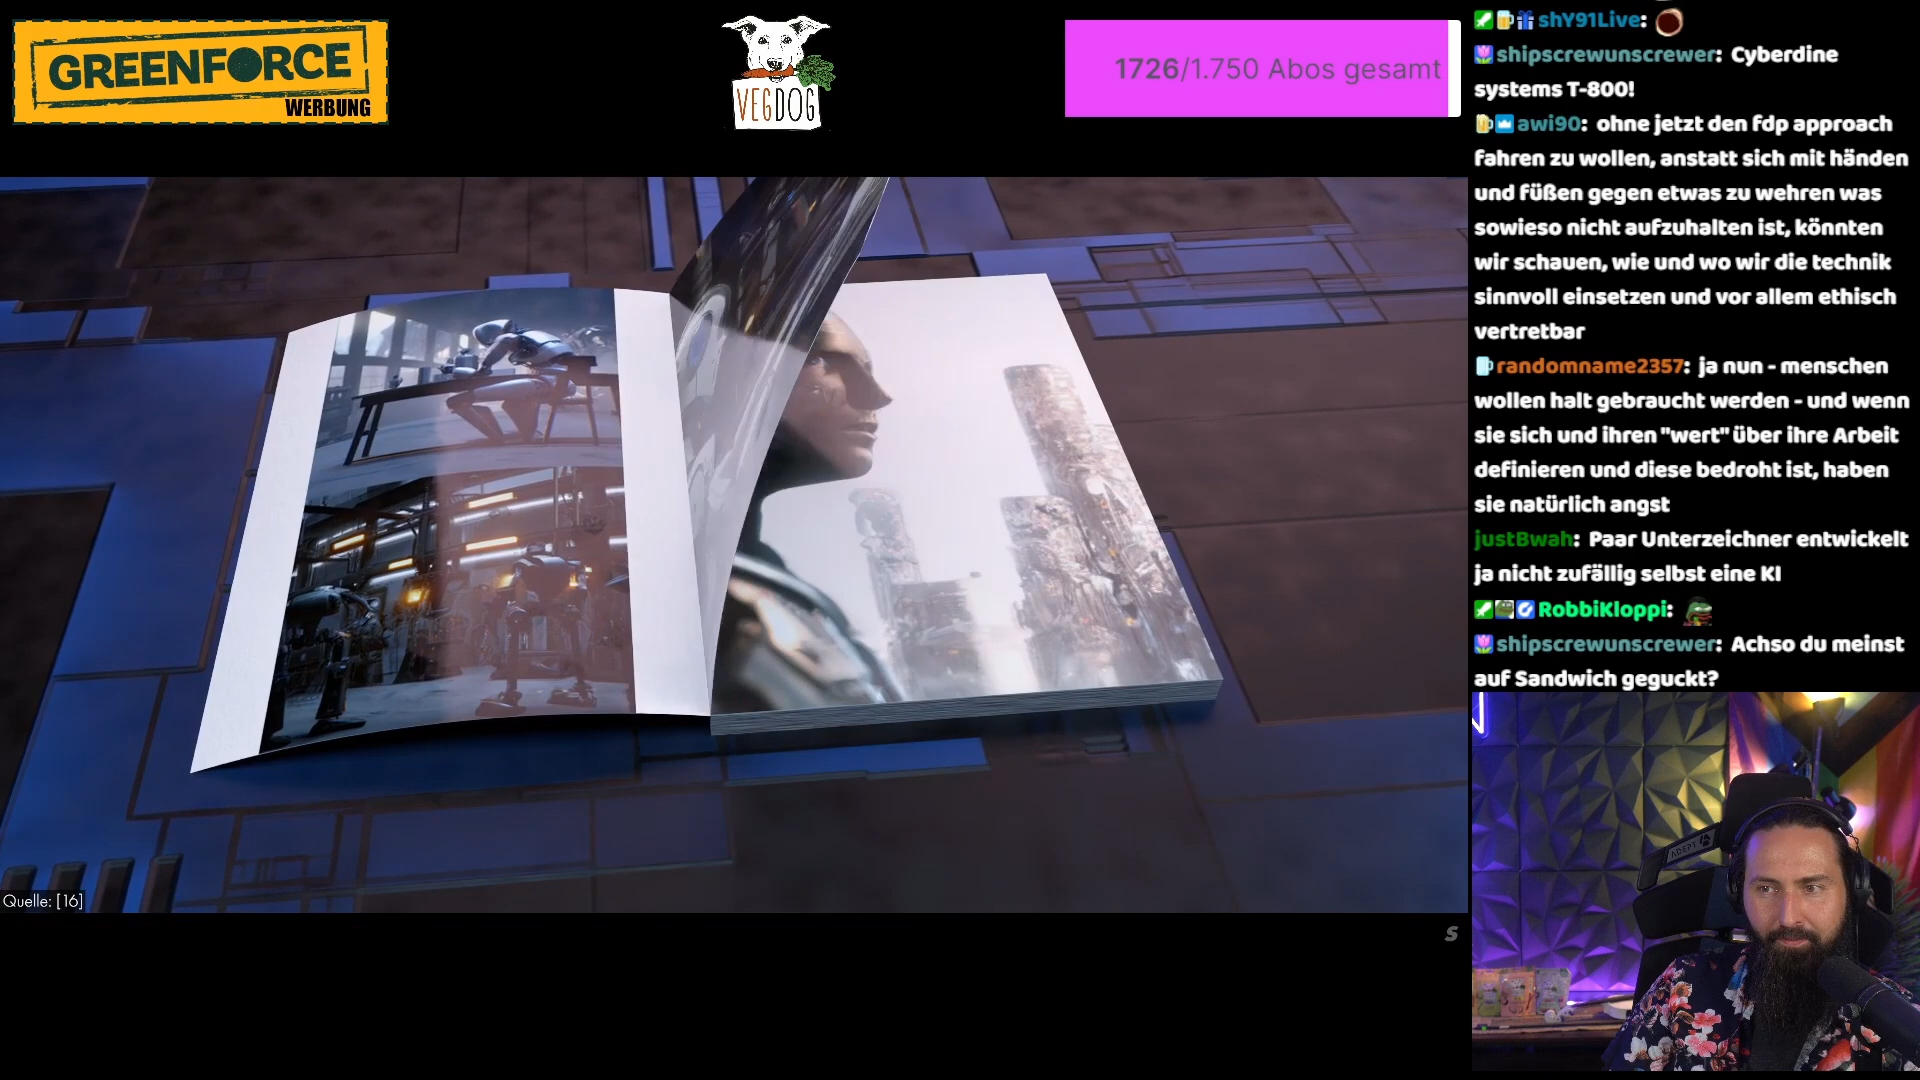 GREENFORCE
WERBUNG
VEGDOG
1726/1.750 Abos gesamt
shY91Live:
shipscrewunscrewer: Cyberdine
systems T-800!
awi90: ohne jetzt den fdp approach
fahren zu wollen, anstatt sich mit händen
und füßen gegen etwas zu wehren was
sowieso nicht aufzuhalten ist, könnten
wir schauen, wie und wo wir die technik
sinnvoll einsetzen und vor allem ethisch
vertretbar
randomname2357: ja nun - menschen
wollen halt gebraucht werden - und wenn
sie sich und ihren "wert" über ihre Arbeit
definieren und diese bedroht ist, haben
sie natürlich angst
justBwah: Paar Unterzeichner entwickelt
ja nicht zufällig selbst eine KI
RobbiKloppi:
shipscrewunscrewer: Achso du meinst
auf Sandwich geguckt?
Quelle: [16]
S
ADEPT